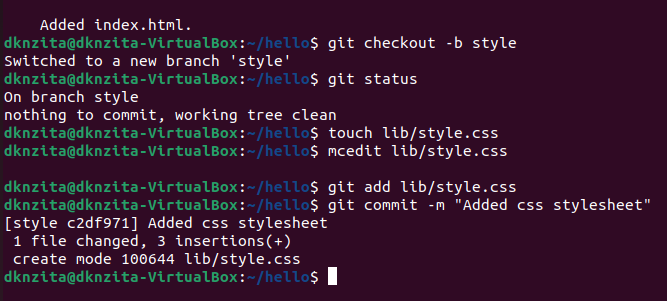 Added index.html.
dknzita@dknzita-VirtualBox:~/hello$ git checkout -b style
Switched to a new branch 'style'
dknzita@dknzita-VirtualBox:~/hello$ git status
On branch style
nothing to commit, working tree clean
dknzita@dknzita-VirtualBox:~/hello$ touch lib/style.css
dknzita@dknzita-VirtualBox:~/hello$ mcedit lib/style.css
dknzita@dknzita-VirtualBox:~/hello$ git add lib/style.css
dknzita@dknzita-VirtualBox:~/hello$ git commit -m "Added css stylesheet"
[style c2df971] Added css stylesheet
1 file changed, 3 insertions(+)
create mode 100644 lib/style.css
dknzita@dknzita-VirtualBox:~/hello$